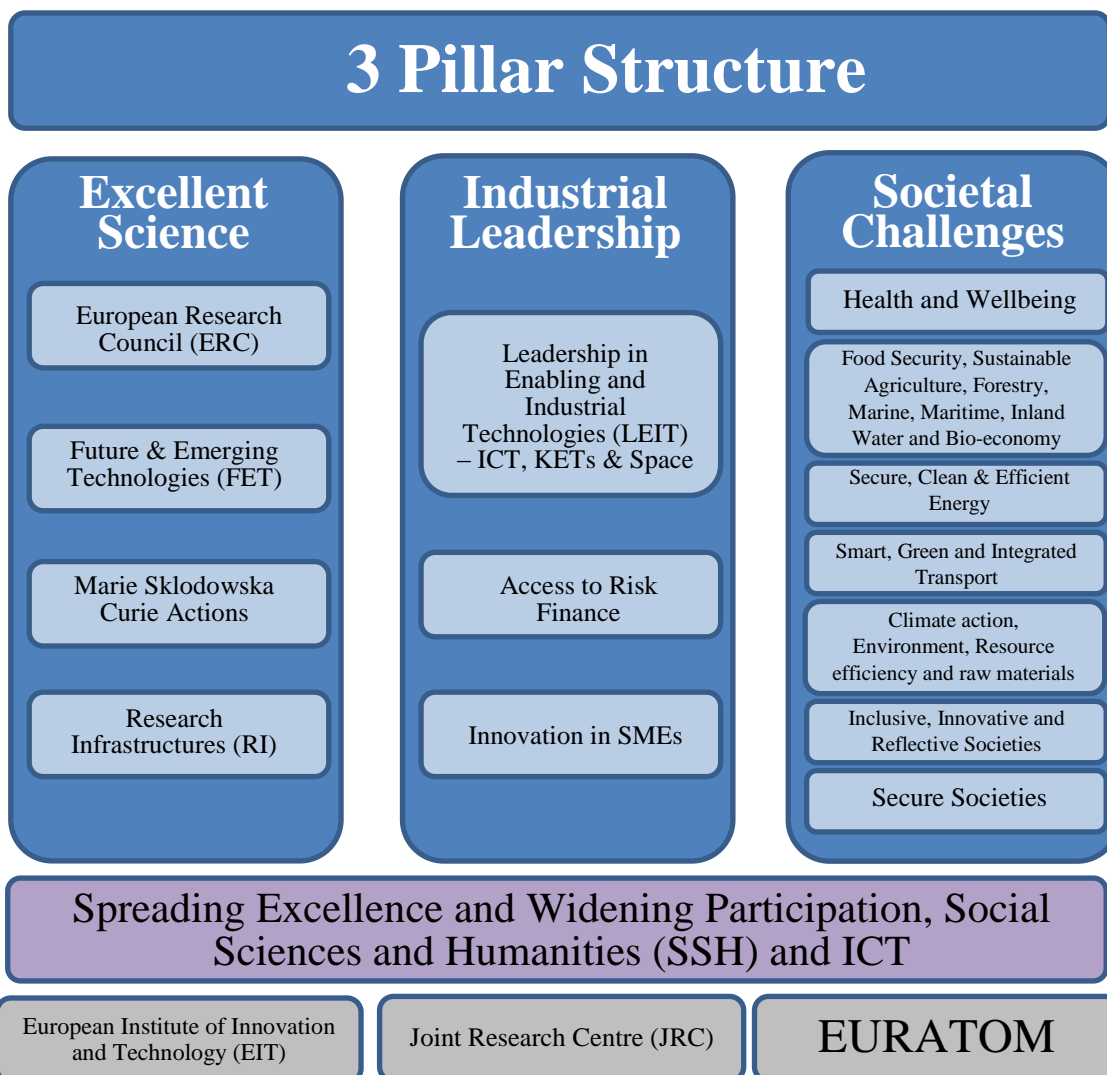 3 Pillar Structure
Excellent
Science
European Research
Council (ERC)
Future & Emerging
Technologies (FET)
Marie Sklodowska
Curie Actions
Research
Infrastructures (RI)
Industrial
Leadership
Leadership in
Enabling and
Industrial
Technologies (LEIT)
– ICT, KETs & Space
Access to Risk
Finance
Innovation in SMEs
Societal
Challenges
Health and Wellbeing
Food Security, Sustainable
Agriculture, Forestry,
Marine, Maritime, Inland
Water and Bio-economy
Secure, Clean & Efficient
Energy
Smart, Green and Integrated
Transport
Climate action,
Environment, Resource
efficiency and raw materials
Inclusive, Innovative and
Reflective Societies
Secure Societies
Spreading Excellence and Widening Participation, Social
Sciences and Humanities (SSH) and ICT
European Institute of Innovation
and Technology (EIT)
Joint Research Centre (JRC)
EURATOM